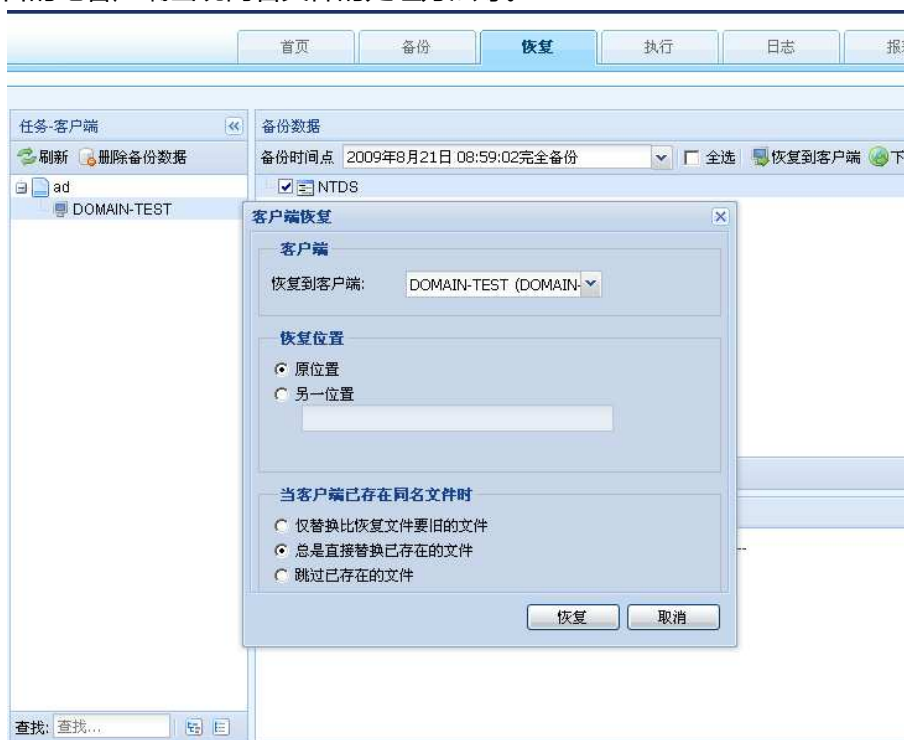 首页 备份 恢复 执行 日志
任务-客户端
刷新 删除备份数据
ad
DOMAIN-TEST
备份数据
备份时间点 2009年8月21日 08:59:02完全备份 全选 恢复到客户端 下
NTDS
客户端恢复
客户端
恢复到客户端: DOMAIN-TEST (DOMAIN-
恢复位置
原位置
另一位置
当客户端已存在同名文件时
仅替换比恢复文件要旧的文件
总是直接替换已存在的文件
跳过已存在的文件
恢复 取消
--
查找: 查找...